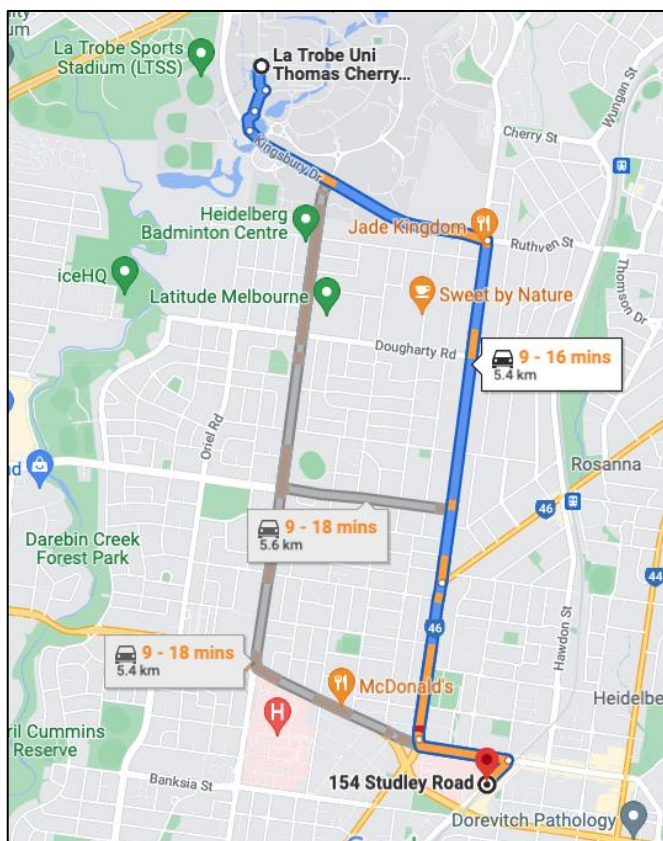 La Trobe Sports
Stadium (LTSS)
La Trobe Uni
Thomas Cherry...
Wungan St
Cherry St
Kingsbury Dr
Heidelberg
Badminton Centre
Jade Kingdom
Ruthven St
iceHQ
Latitude Melbourne
Sweet by Nature
Thomson Dr
Dougharty Rd
9 - 16 mins
5.4 km
Oriel Rd
Rosanna
46
9 - 18 mins
5.6 km
Darebin Creek
Forest Park
44
46
Hawdon St
9 - 18 mins
5.4 km
McDonald's
Heidelbe
H
ril Cummins
Reserve
Banksia St
154 Studley Road
Dorevitch Pathology